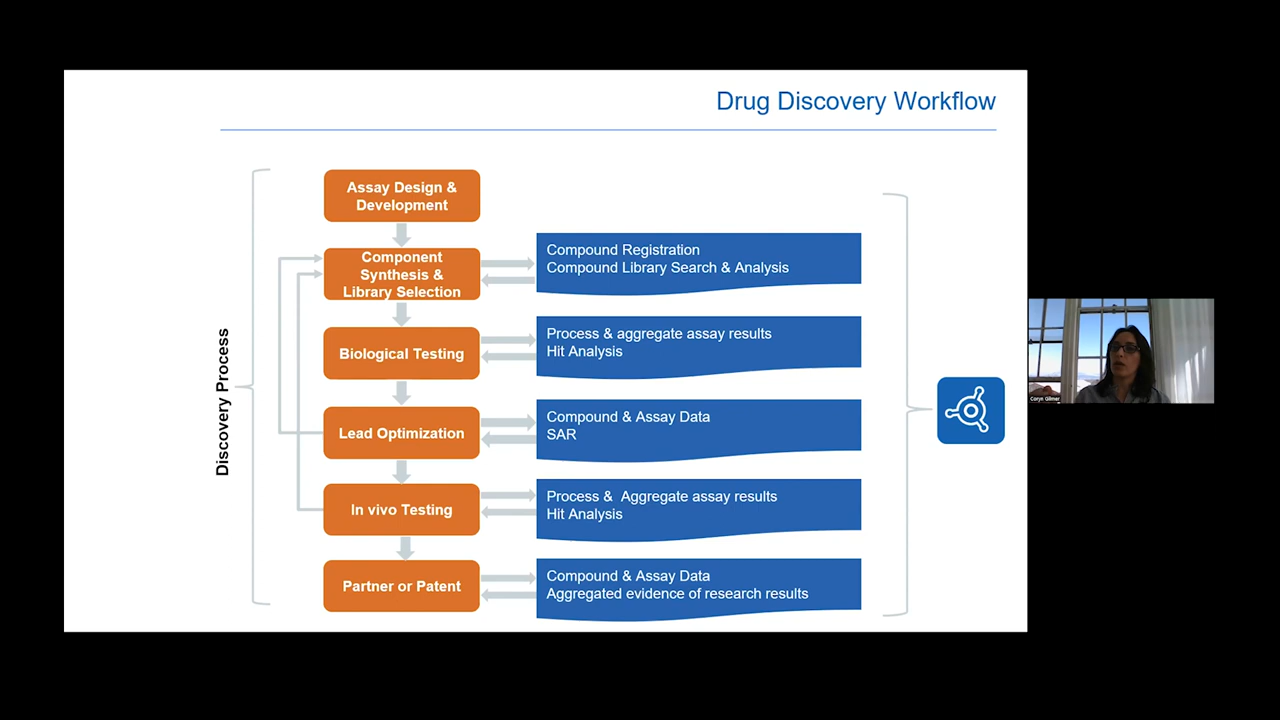 Drug Discovery Workflow
Discovery Process
Assay Design &
Development
Component
Synthesis &
Library Selection
Compound Registration
Compound Library Search & Analysis
Biological Testing
Process & aggregate assay results
Hit Analysis
Lead Optimization
Compound & Assay Data
SAR
In vivo Testing
Process & Aggregate assay results
Hit Analysis
Partner or Patent
Compound & Assay Data
Aggregated evidence of research results
Coryn Gillmer